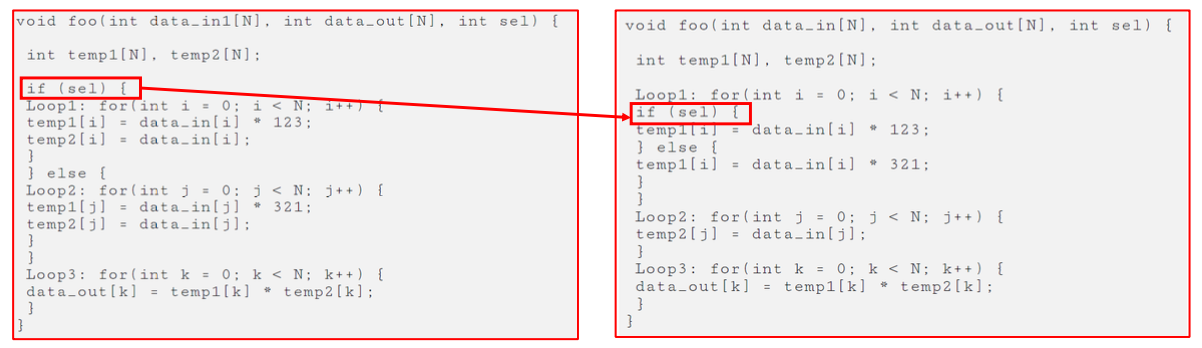 void foo(int data_in1[N], int data_out[N], int sel) {
int temp1[N], temp2[N];
if (sel) {
Loop1: for(int i = 0; i < N; i++) {
temp1[i] = data_in[i] * 123;
temp2[i] = data_in[i];
}
} else {
Loop2: for(int j = 0; j < N; j++) {
temp1[j] = data_in[j] * 321;
temp2[j] = data_in[j];
}
}
Loop3: for(int k = 0; k < N; k++) {
data_out[k] = temp1[k] * temp2[k];
}
}
void foo(int data_in[N], int data_out[N], int sel) {
int temp1[N], temp2[N];
Loop1: for(int i = 0; i < N; i++) {
if (sel) {
temp1[i] = data_in[i] * 123;
} else {
temp1[i] = data_in[i] * 321;
}
}
Loop2: for(int j = 0; j < N; j++) {
temp2[j] = data_in[j];
}
Loop3: for(int k = 0; k < N; k++) {
data_out[k] = temp1[k] * temp2[k];
}
}